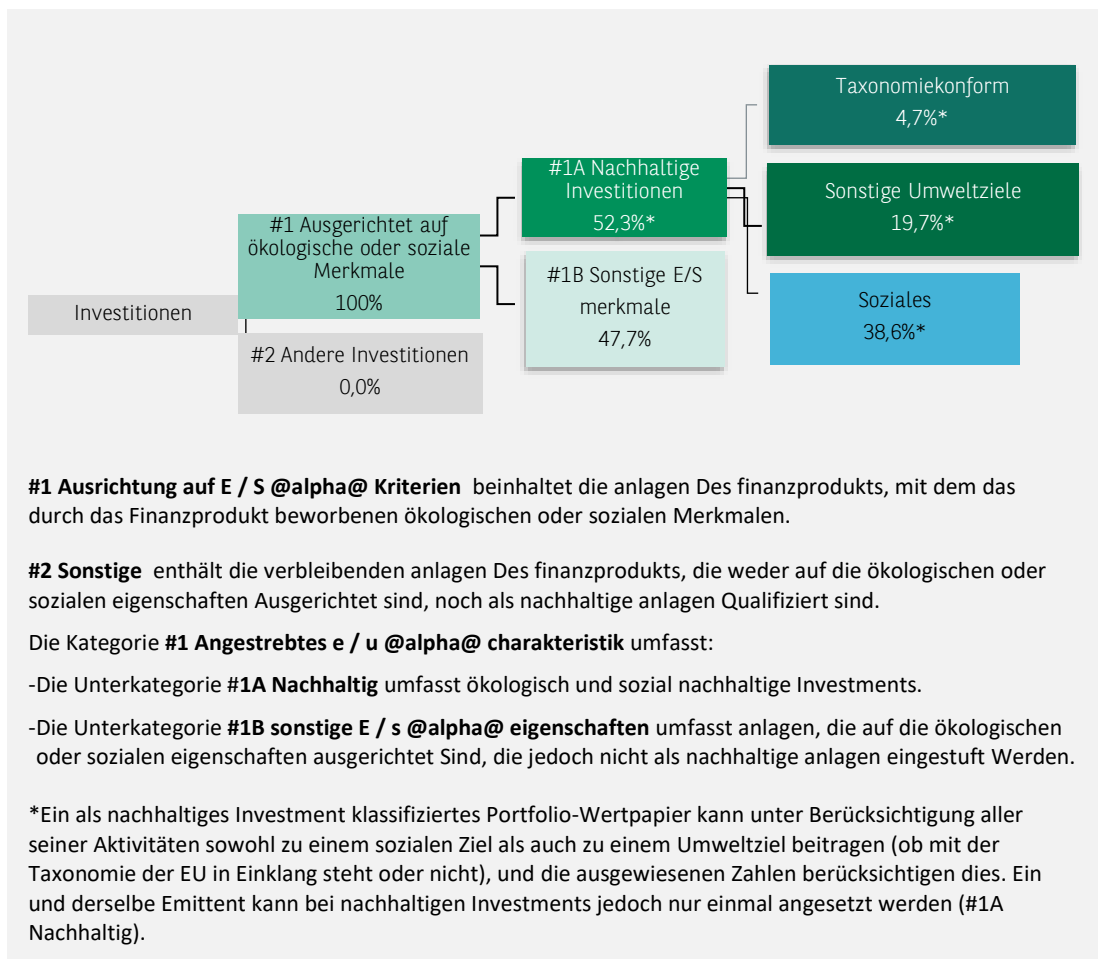 Taxonomiekonform
4,7%*
#1A Nachhaltige
Investitionen
52,3%*
Sonstige Umweltziele
19,7%*
#1 Ausgerichtet auf
ökologische oder soziale
Merkmale
100%
#1B Sonstige E/S
merkmale
47,7%
Soziales
38,6%*
Investitionen
#2 Andere Investitionen
0,0%
#1 Ausrichtung auf E / S @alpha@ Kriterien beinhaltet die anlagen Des finanzprodukts, mit dem das
durch das Finanzprodukt beworbenen ökologischen oder sozialen Merkmalen.
#2 Sonstige enthält die verbleibenden anlagen Des finanzprodukts, die weder auf die ökologischen oder
sozialen eigenschaften Ausgerichtet sind, noch als nachhaltige anlagen Qualifiziert sind.
Die Kategorie #1 Angestrebtes e / u @alpha@ charakteristik umfasst:
-Die Unterkategorie #1A Nachhaltig umfasst ökologisch und sozial nachhaltige Investments.
-Die Unterkategorie #1B sonstige E / s @alpha@ eigenschaften umfasst anlagen, die auf die ökologischen
oder sozialen eigenschaften ausgerichtet Sind, die jedoch nicht als nachhaltige anlagen eingestuft Werden.
*Ein als nachhaltiges Investment klassifiziertes Portfolio-Wertpapier kann unter Berücksichtigung aller
seiner Aktivitäten sowohl zu einem sozialen Ziel als auch zu einem Umweltziel beitragen (ob mit der
Taxonomie der EU in Einklang steht oder nicht), und die ausgewiesenen Zahlen berücksichtigen dies. Ein
und derselbe Emittent kann bei nachhaltigen Investments jedoch nur einmal angesetzt werden (#1A
Nachhaltig).